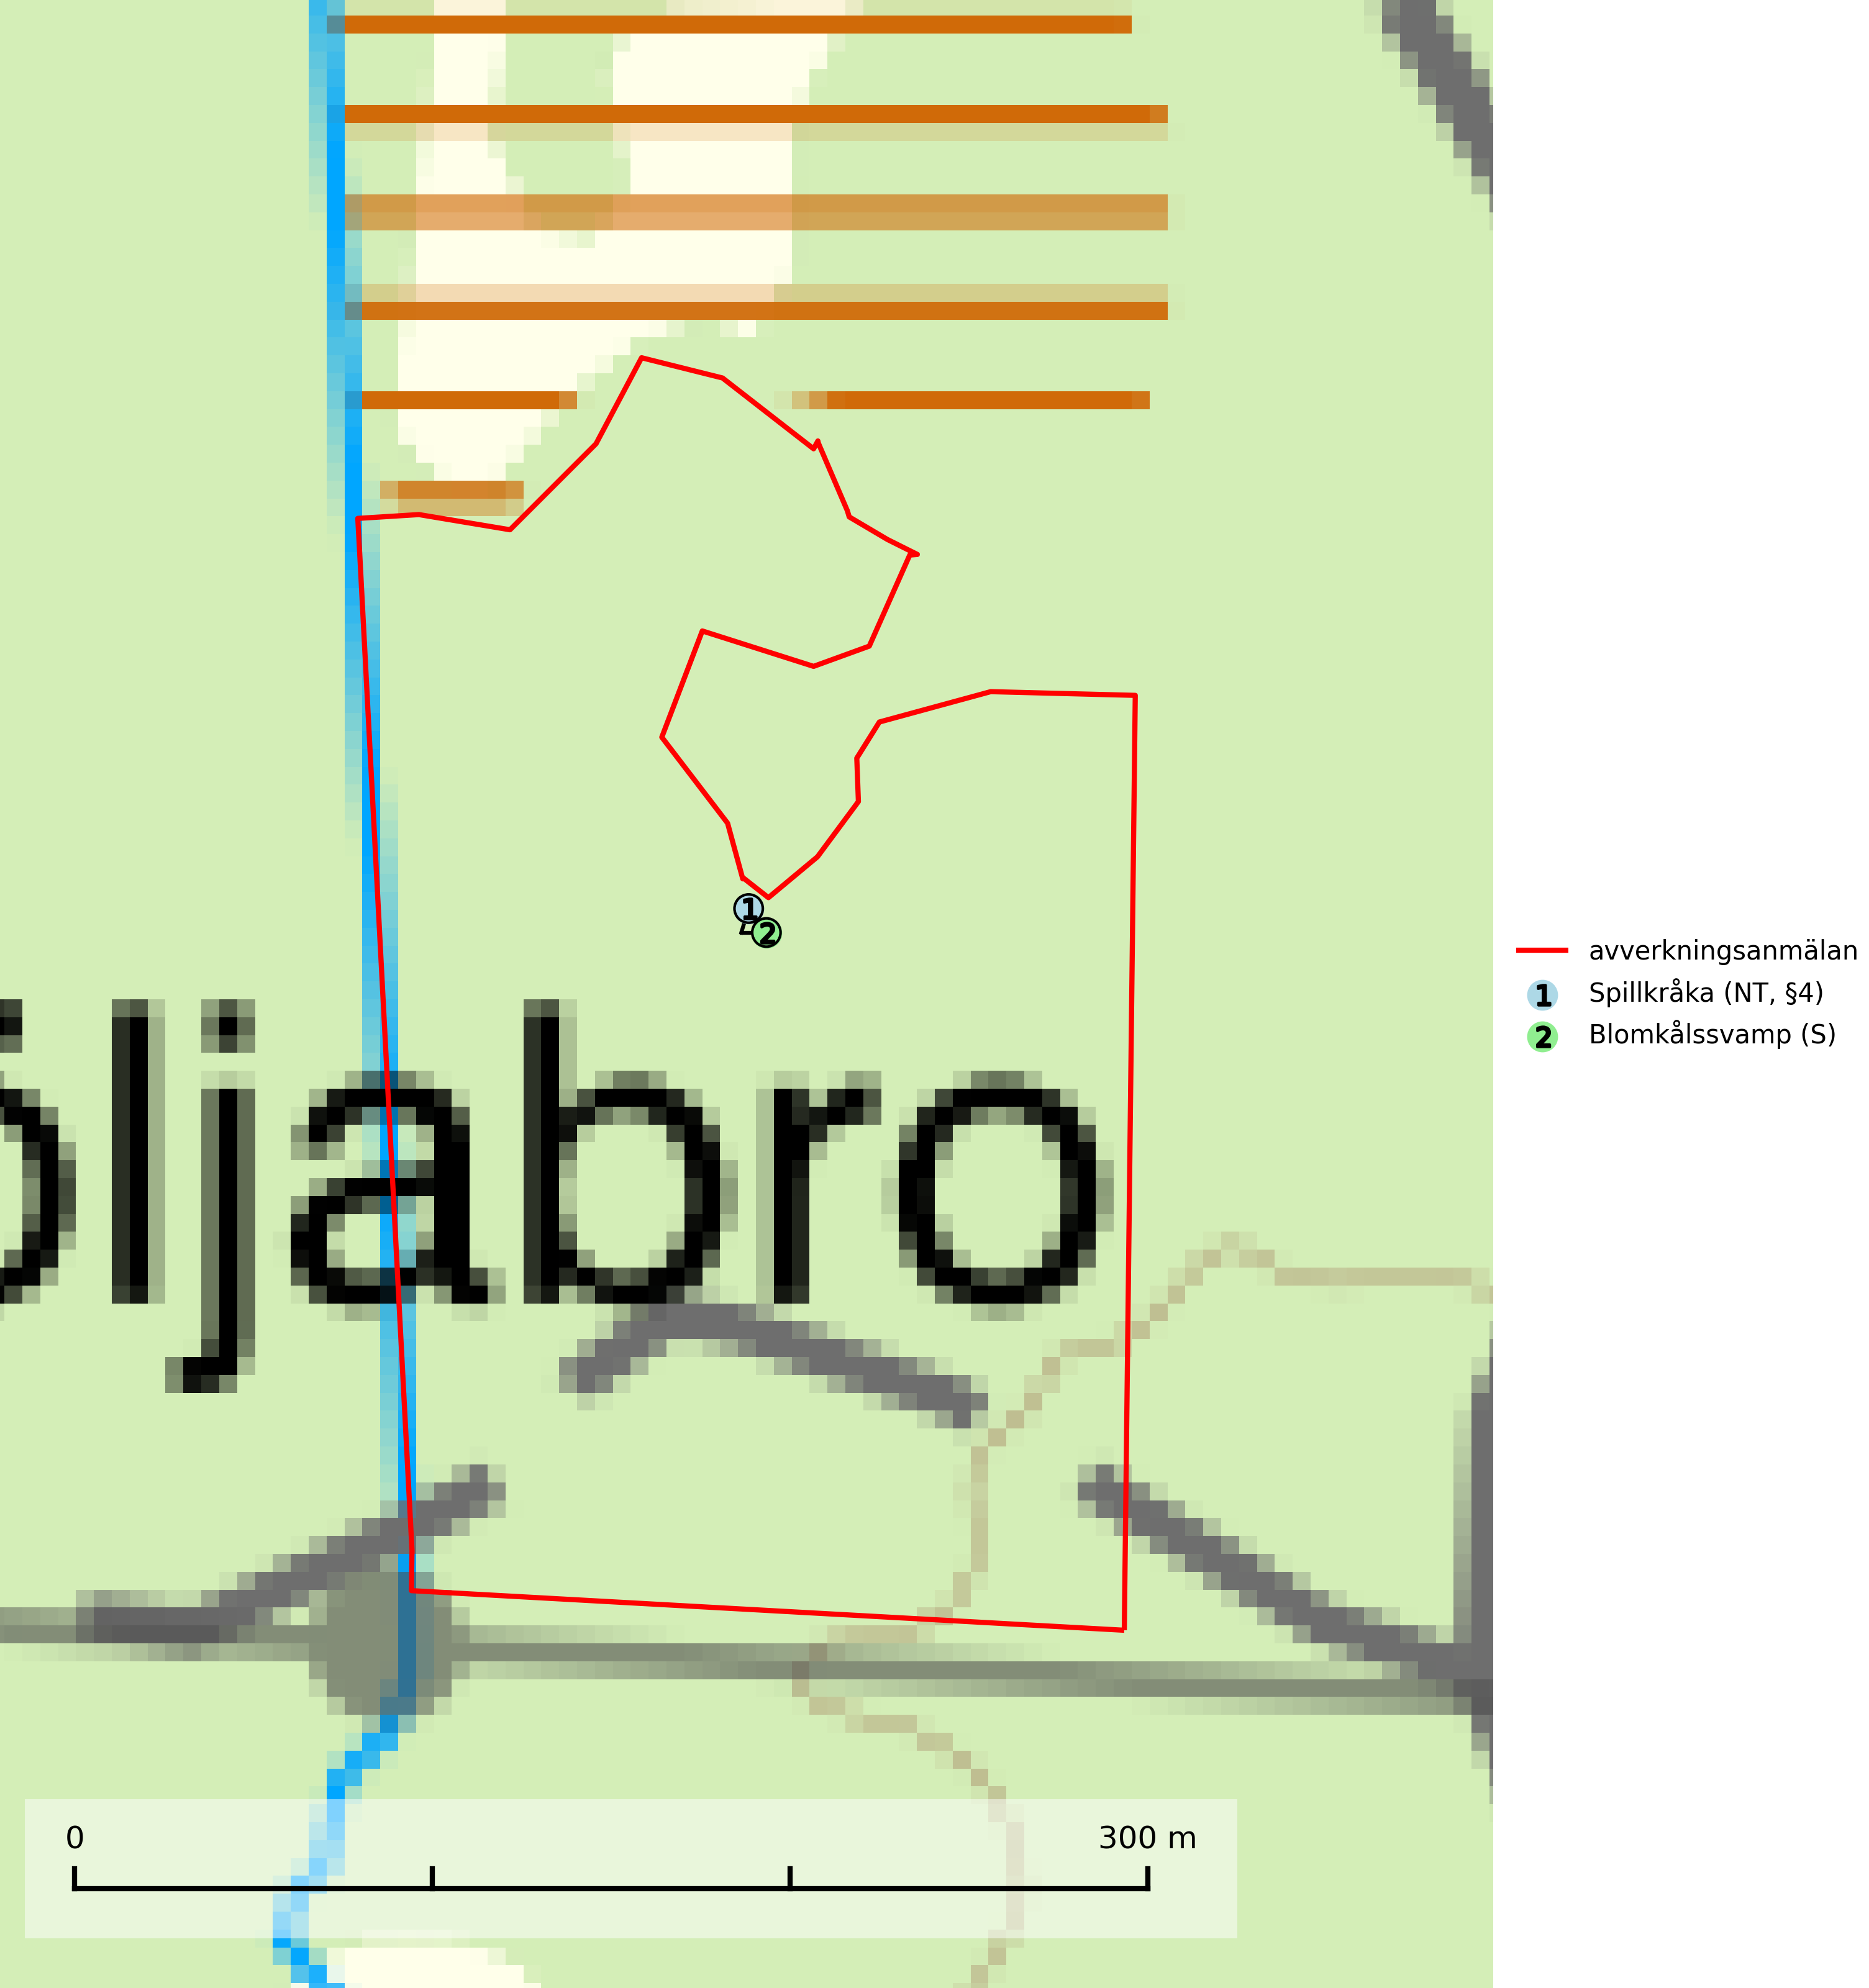 1
2
ljabro
avverkningsanmälan
1 Spillkråka (NT, §4)
2 Blomkålssvamp (S)
0 300 m